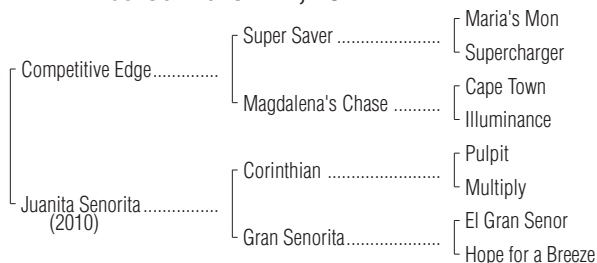 Maria's Mon
Super Saver ........................
Supercharger
Competitive Edge...............
Cape Town
Magdalena's Chase ..........
Illuminance
Pulpit
Corinthian .........................
Multiply
Juanita Senorita.................
(2010)
El Gran Senor
Gran Senorita.....................
Hope for a Breeze